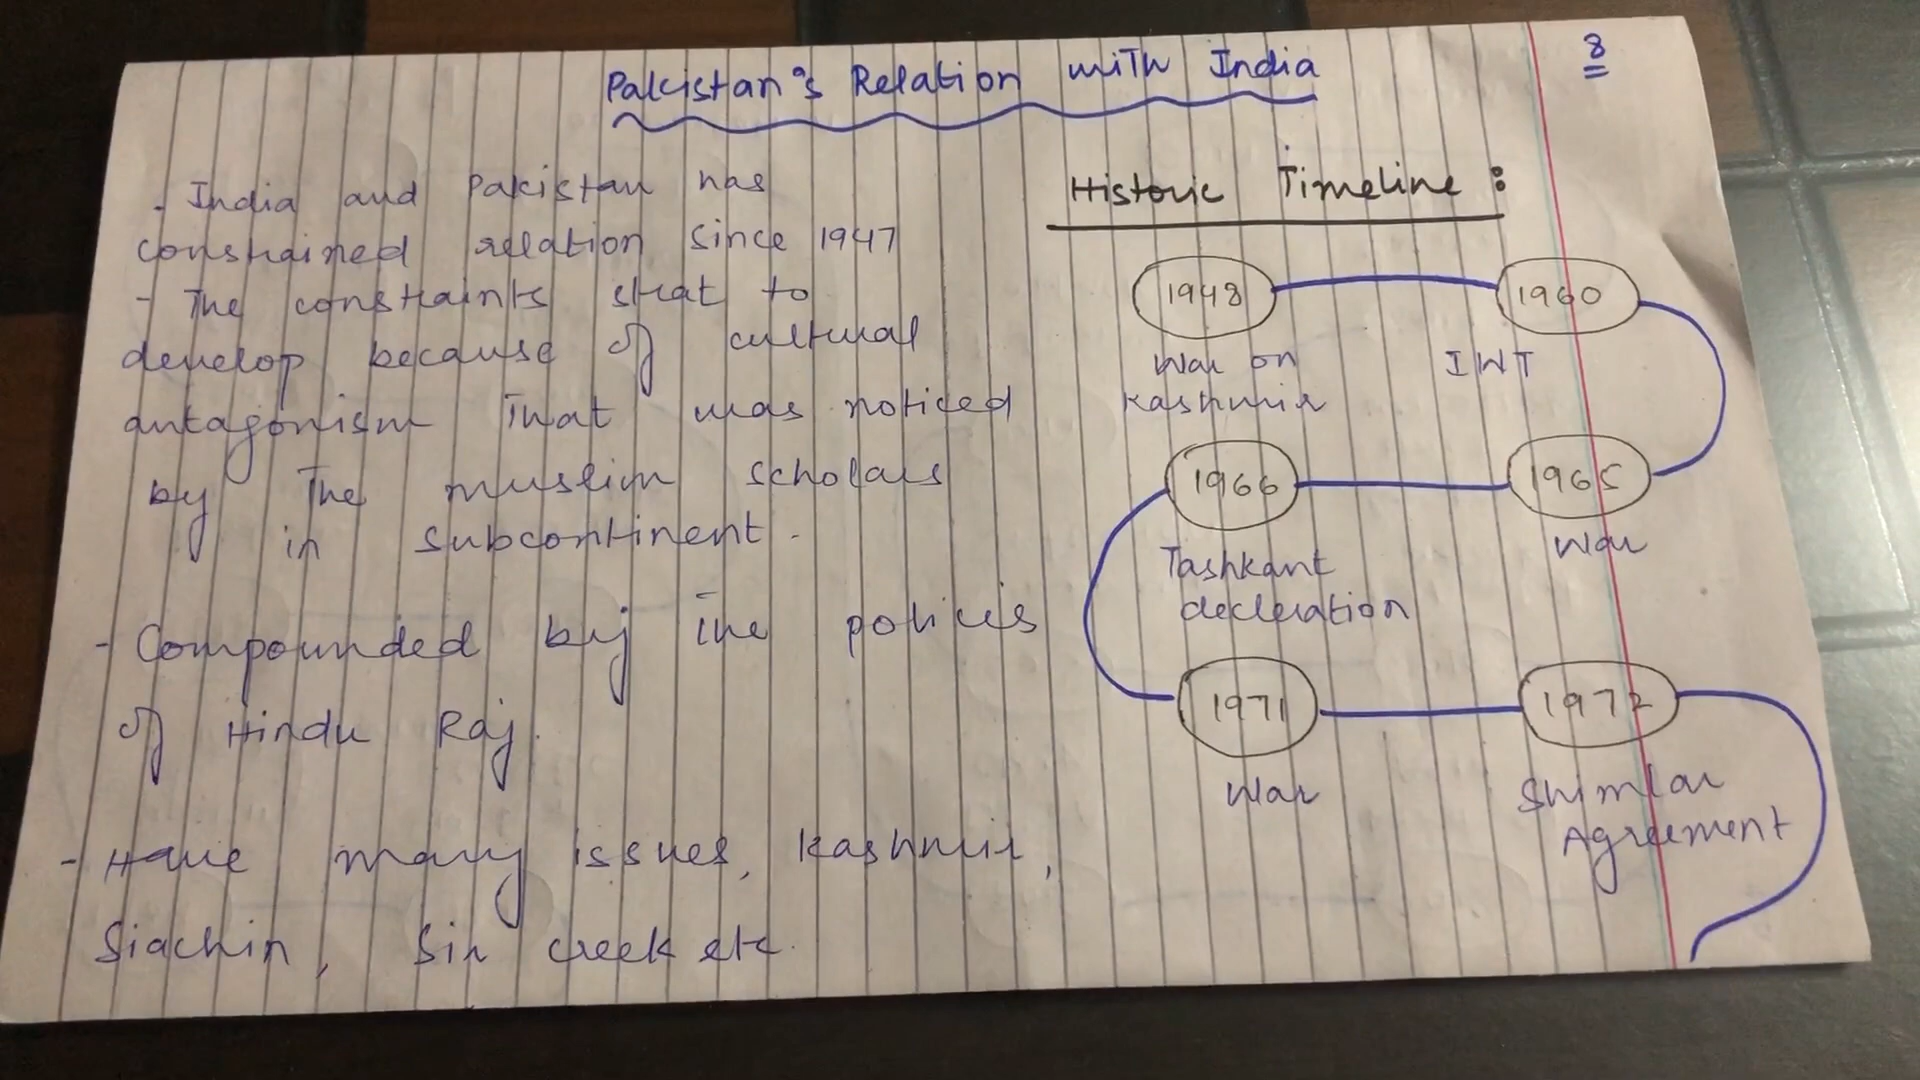 8
Pakistan's Relation with India
- India and Pakistan has
constrained relation since 1947
- The constraints strat to
develop because of cultural
antagonism That was noticed
by The muslim scholars
in subcontinent.
- Compounded by the policies
of Hindu Raj.
- Have many issues, Kashmir,
Siachin, Sir creek etc.
Historic Timeline:
1948 1960
War on IWT
Kashmir
1966 1965
Tashkant War
decleration
1971 1972
War Shimla
Agreement